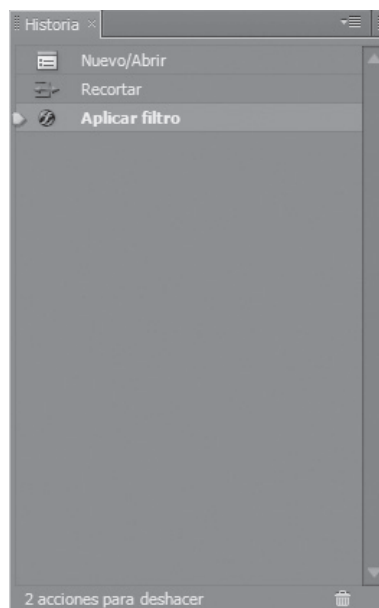 Historia
Nuevo/Abrir
Recortar
Aplicar filtro
2 acciones para deshacer